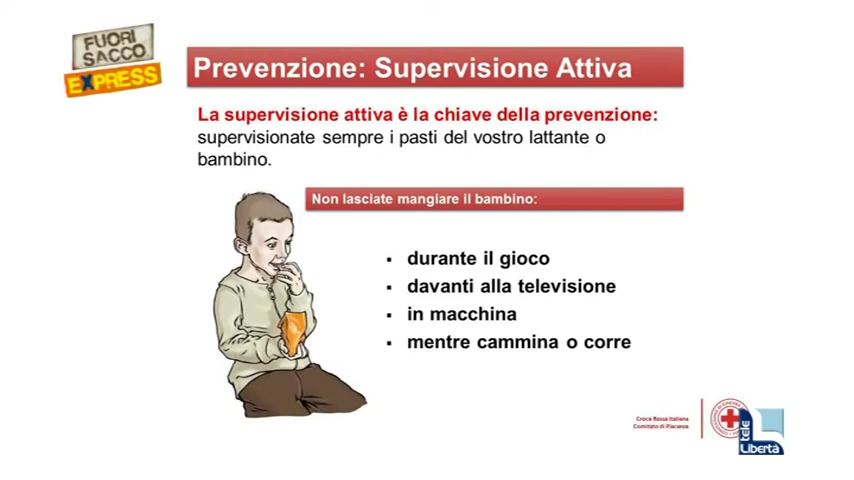 FUORI
SACCO
EXPRESS
Prevenzione: Supervisione Attiva
La supervisione attiva è la chiave della prevenzione:
supervisionate sempre i pasti del vostro lattante o
bambino.
Non lasciate mangiare il bambino:
▪ durante il gioco
▪ davanti alla televisione
▪ in macchina
▪ mentre cammina o corre
Croce Rossa Italiana
Comitato di Piacenza
tele
Libertà